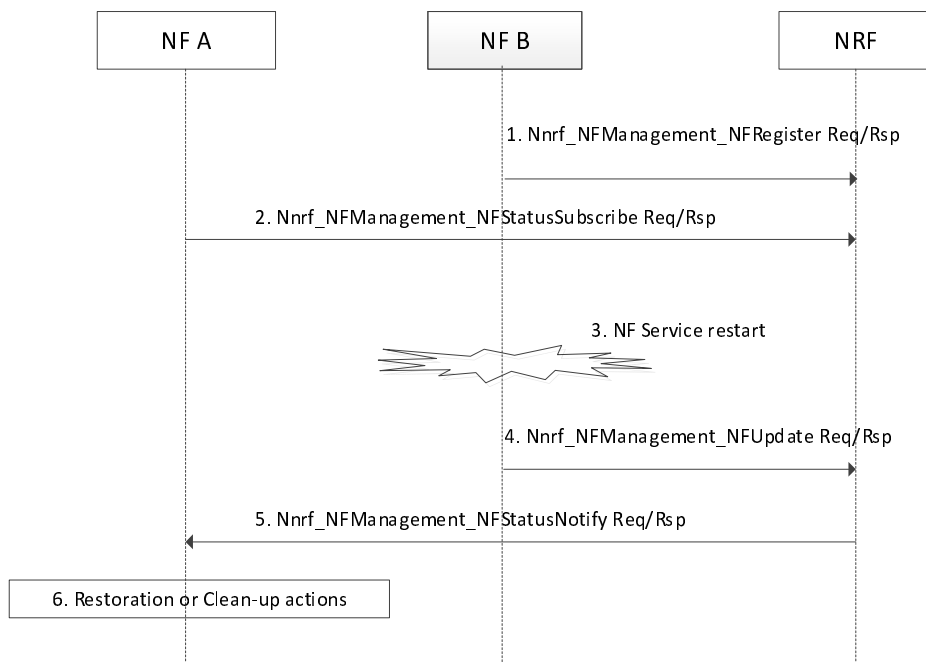 NF A
NF B
NRF
1. Nnrf_NFManagement_NFRegister Req/Rsp
2. Nnrf_NFManagement_NFStatusSubscribe Req/Rsp
3. NF Service restart
4. Nnrf_NFManagement_NFUpdate Req/Rsp
5. Nnrf_NFManagement_NFStatusNotify Req/Rsp
6. Restoration or Clean-up actions